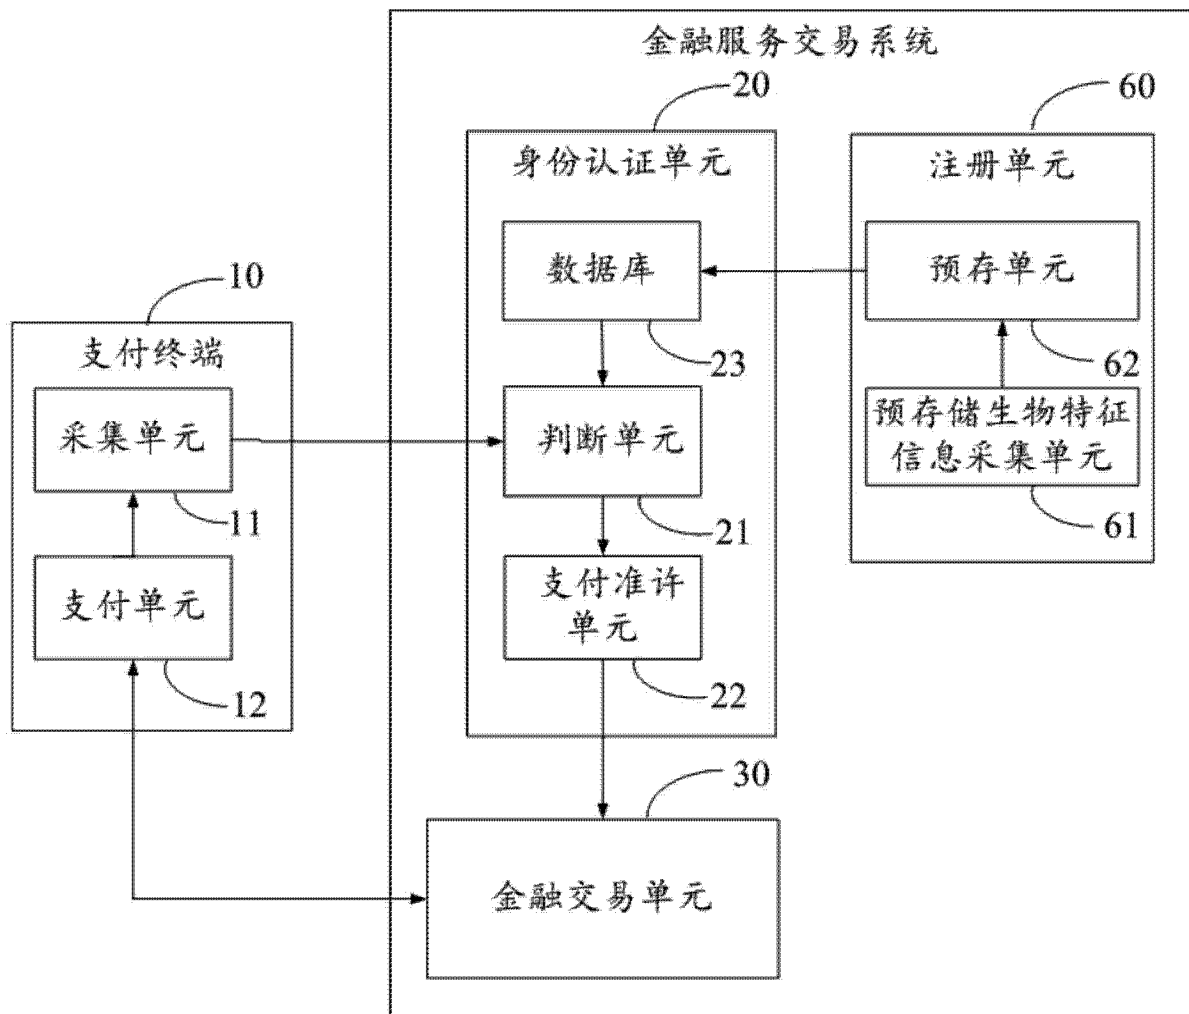 金融服务交易系统
20
60
身份认证单元
注册单元
数据库
预存单元
10
23
62
支付终端
采集单元
判断单元
预存储生物特征
信息采集单元
11
21
61
支付单元
支付准许
单元
12
22
30
金融交易单元